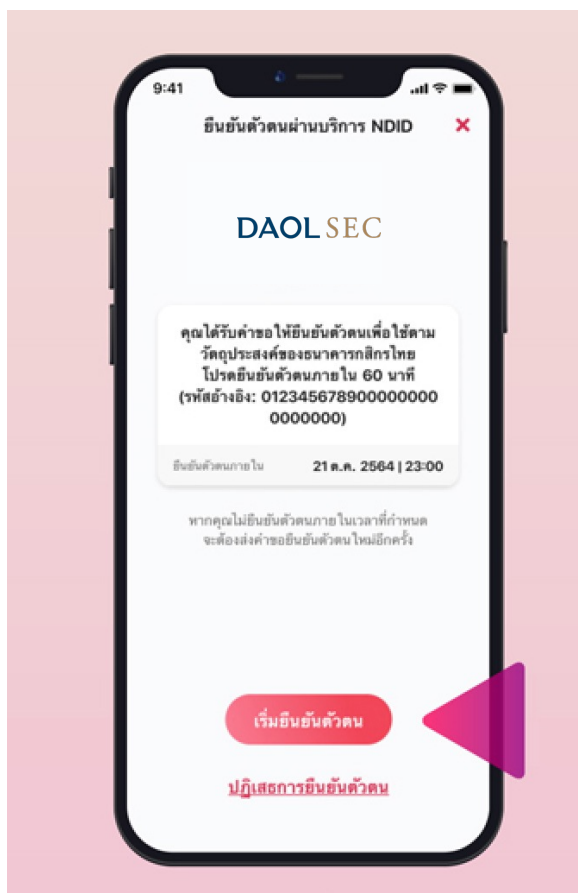 9:41
ยืนยันตัวตนผ่านบริการ NDID
DAOL SEC
คุณได้รับคำขอให้ยืนยันตัวตนเพื่อใช้ตาม
วัตถุประสงค์ของธนาคารกสิกรไทย
โปรดยืนยันตัวตนภายใน 60 นาที
(รหัสอ้างอิง: 012345678900000000
0000000)
ยืนยันตัวตนภายใน 21 ต.ค. 2564 | 23:00
หากคุณไม่ยืนยันตัวตนภายในเวลาที่กำหนด
จะต้องส่งคำขอยืนยันตัวตนใหม่อีกครั้ง
เริ่มยืนยันตัวตน
ปฏิเสธการยืนยันตัวตน